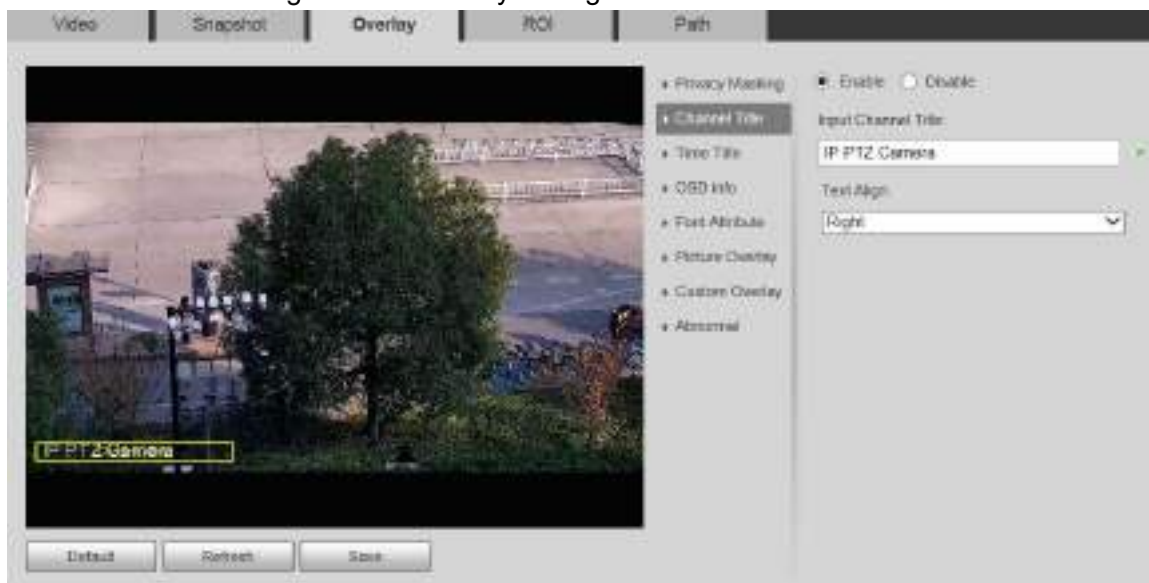 Video Snapshot Overlay ROI Path
Privacy Masking
Channel Title
Time Title
OSD Info
Font Attribute
Picture Overlay
Custom Overlay
Abnormal
Enable Disable
Input Channel Title
IP PTZ Camera
Text Align
Right
IP PTZ Camera
Default Refresh Save